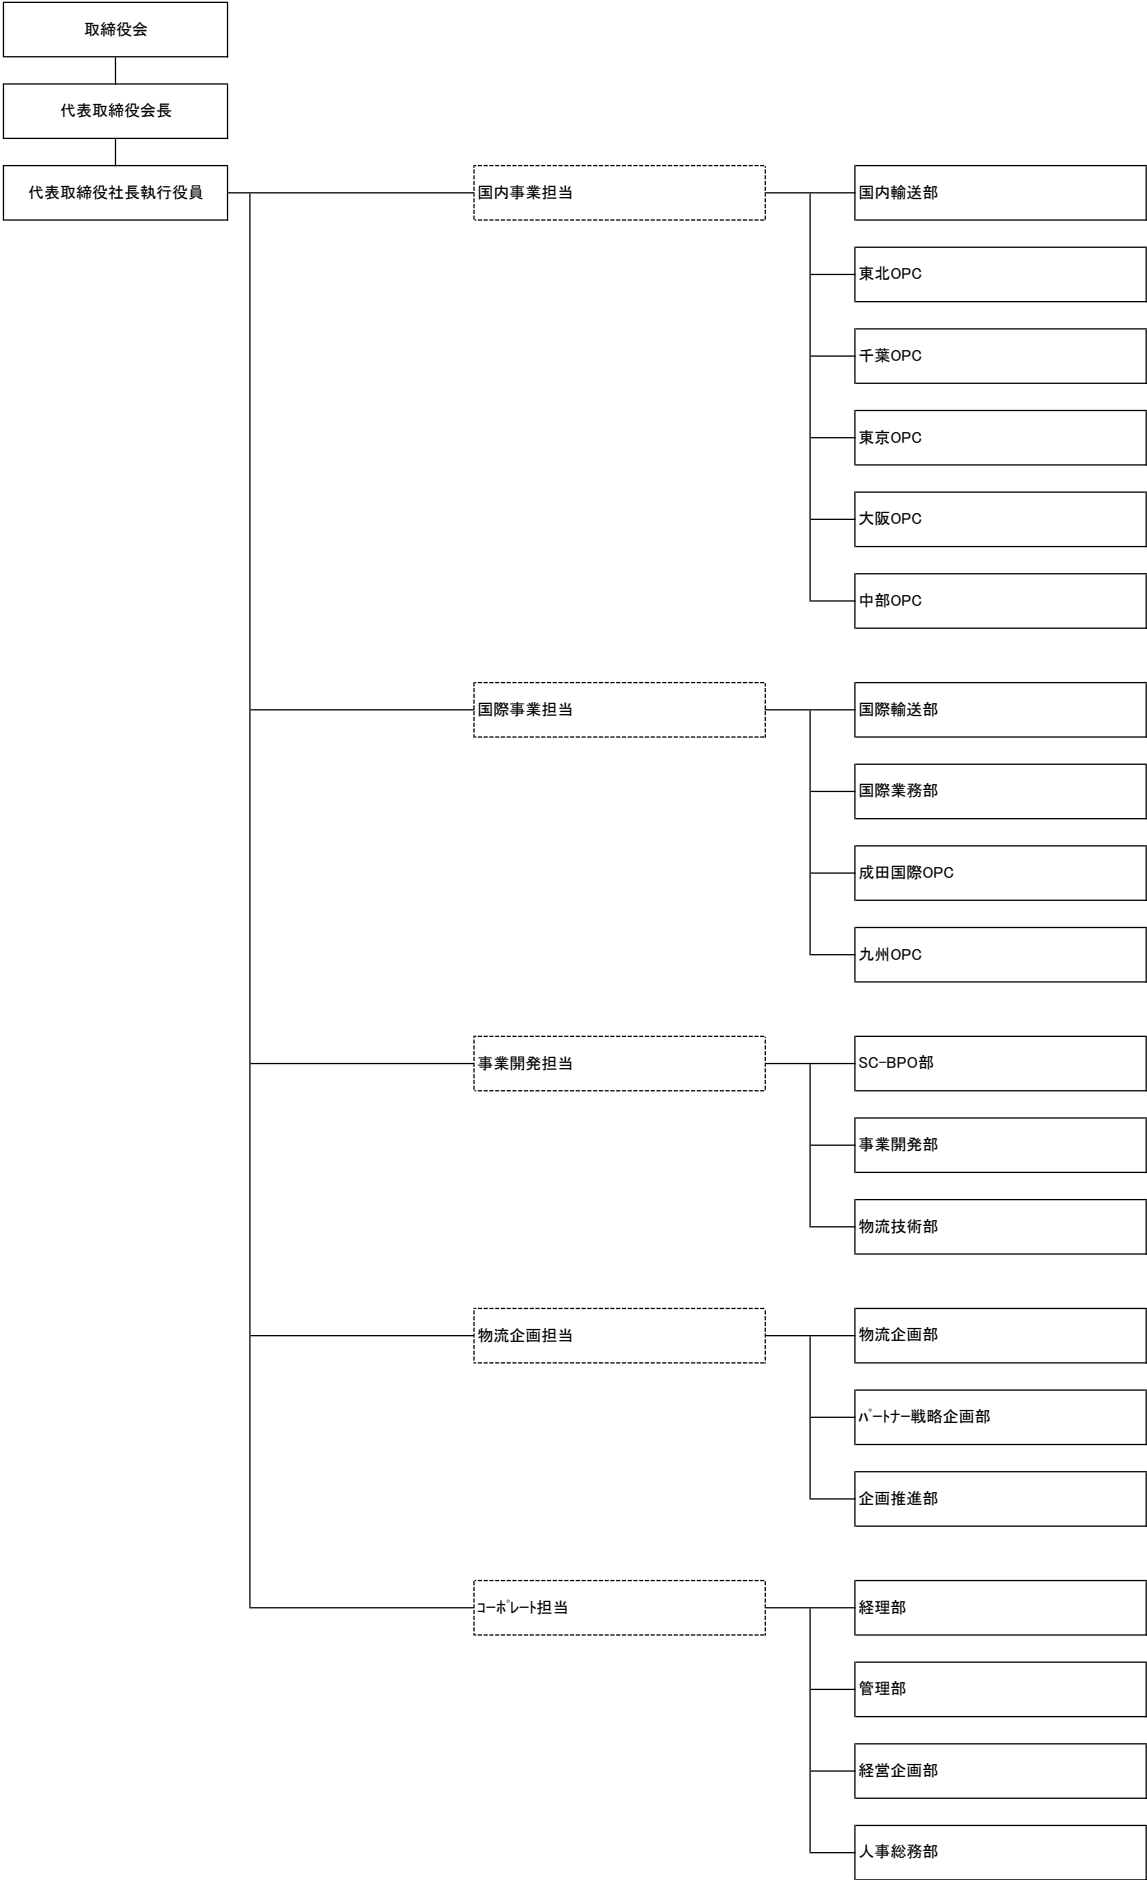 取締役会
代表取締役会長
代表取締役社長執行役員
国内事業担当
国内輸送部
東北OPC
千葉OPC
東京OPC
大阪OPC
中部OPC
国際事業担当
国際輸送部
国際業務部
成田国際OPC
九州OPC
事業開発担当
SC-BPO部
事業開発部
物流技術部
物流企画担当
物流企画部
ﾊﾟｰﾄﾅｰ戦略企画部
企画推進部
ｺｰﾎﾟﾚｰﾄ担当
経理部
管理部
経営企画部
人事総務部